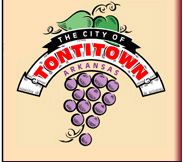 THE CITY OF
TONTITOWN
ARKANSAS